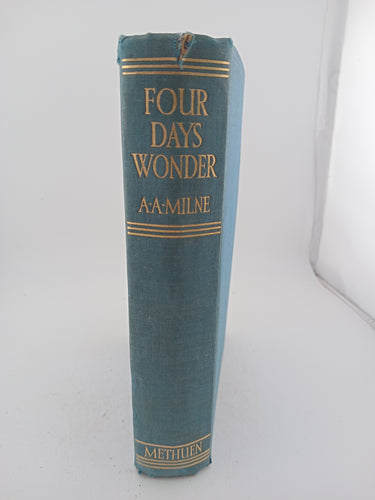 FOUR
DAYS
WONDER
A·A·MILNE
METHUEN